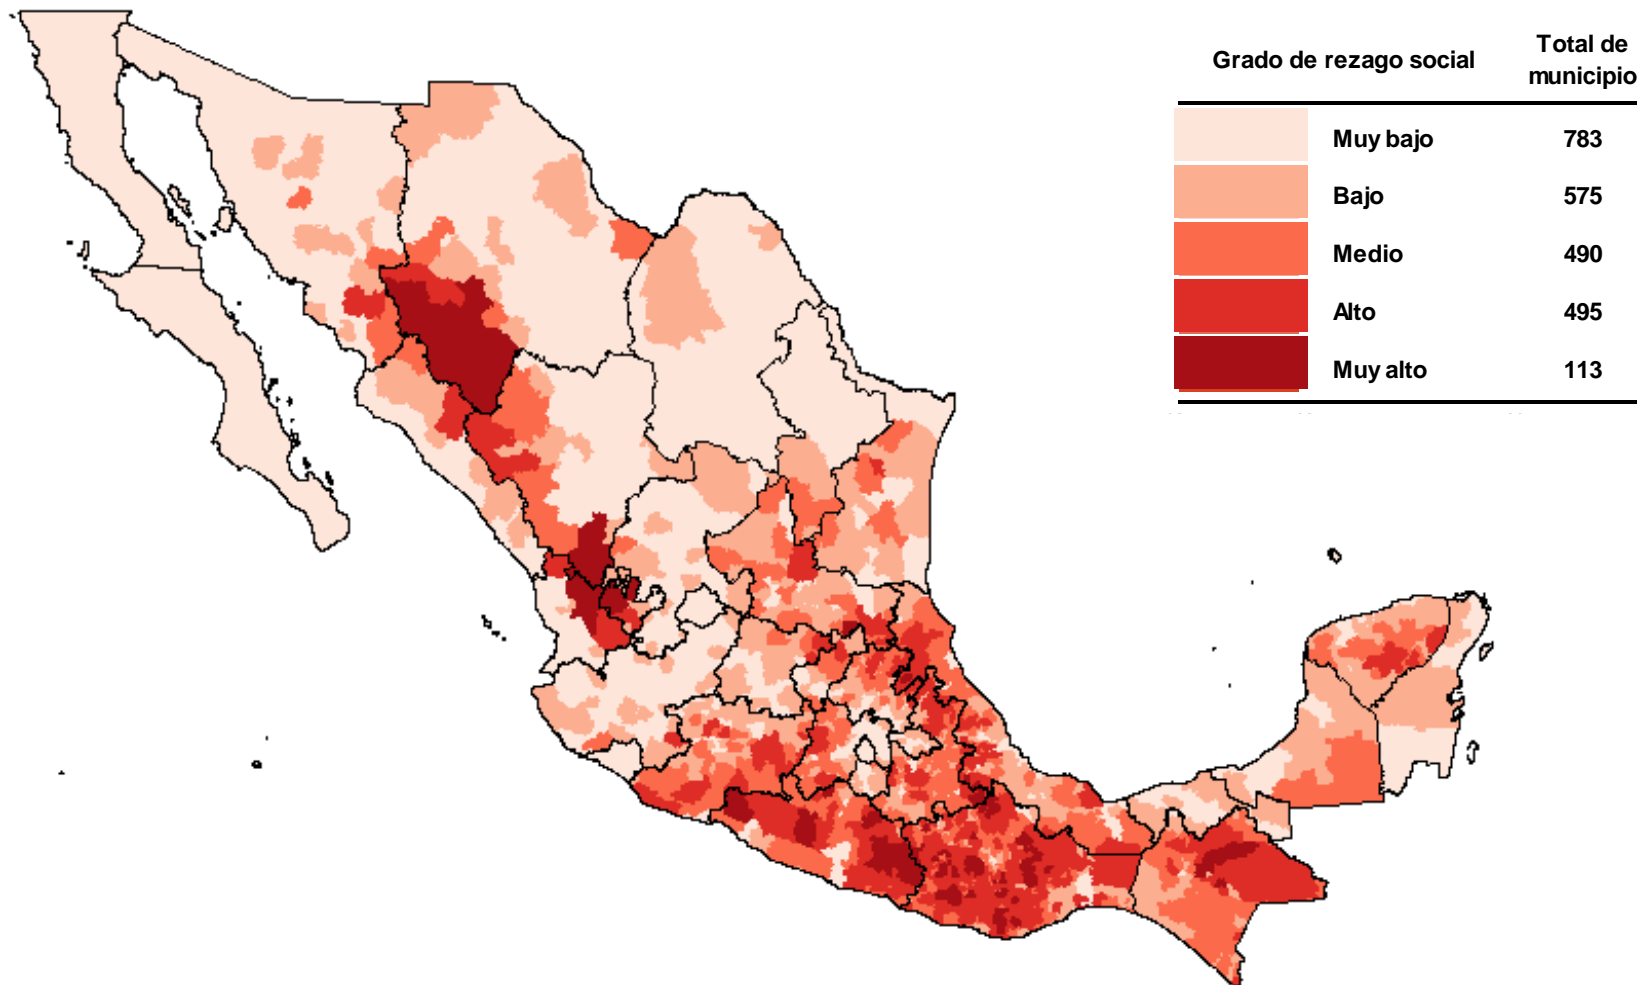 Grado de rezago social
Total de
municipio
Muy bajo 783
Bajo 575
Medio 490
Alto 495
Muy alto 113